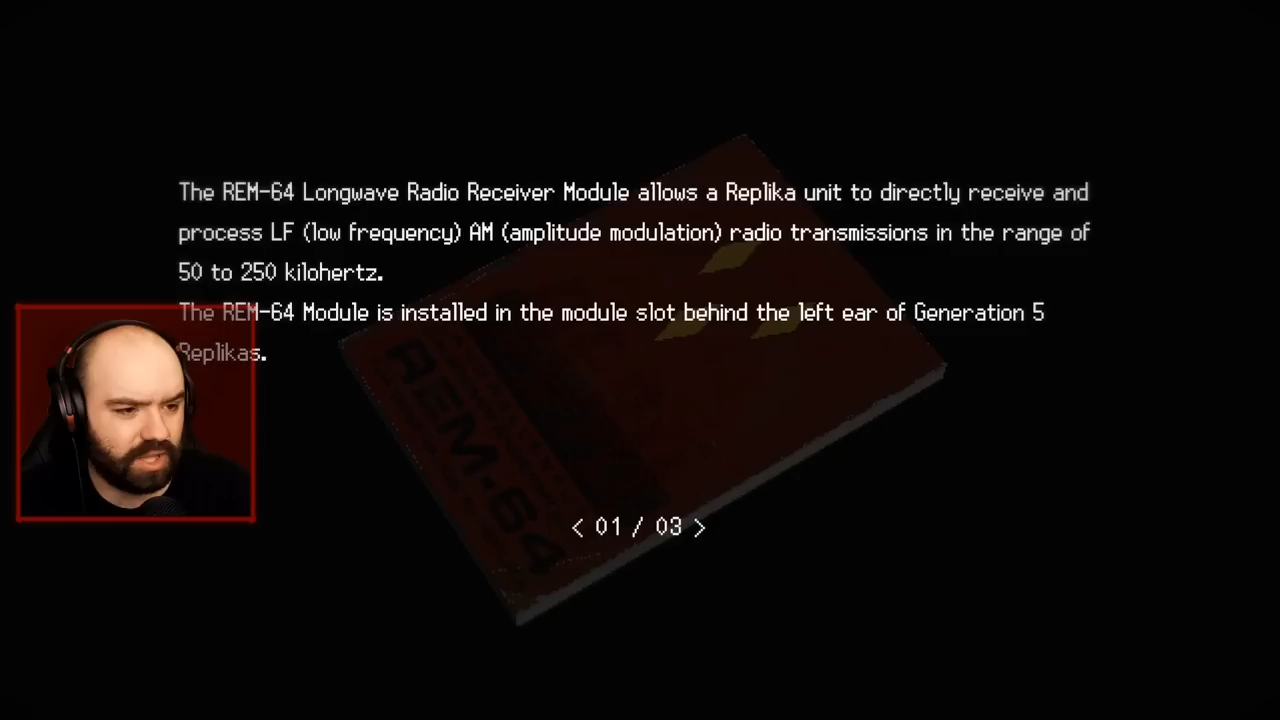 The REM-64 Longwave Radio Receiver Module allows a Replika unit to directly receive and
process LF (low frequency) AM (amplitude modulation) radio transmissions in the range of
50 to 250 kilohertz.
The REM-64 Module is installed in the module slot behind the left ear of Generation 5
Replikas.
REM-64
< 01 / 03 >